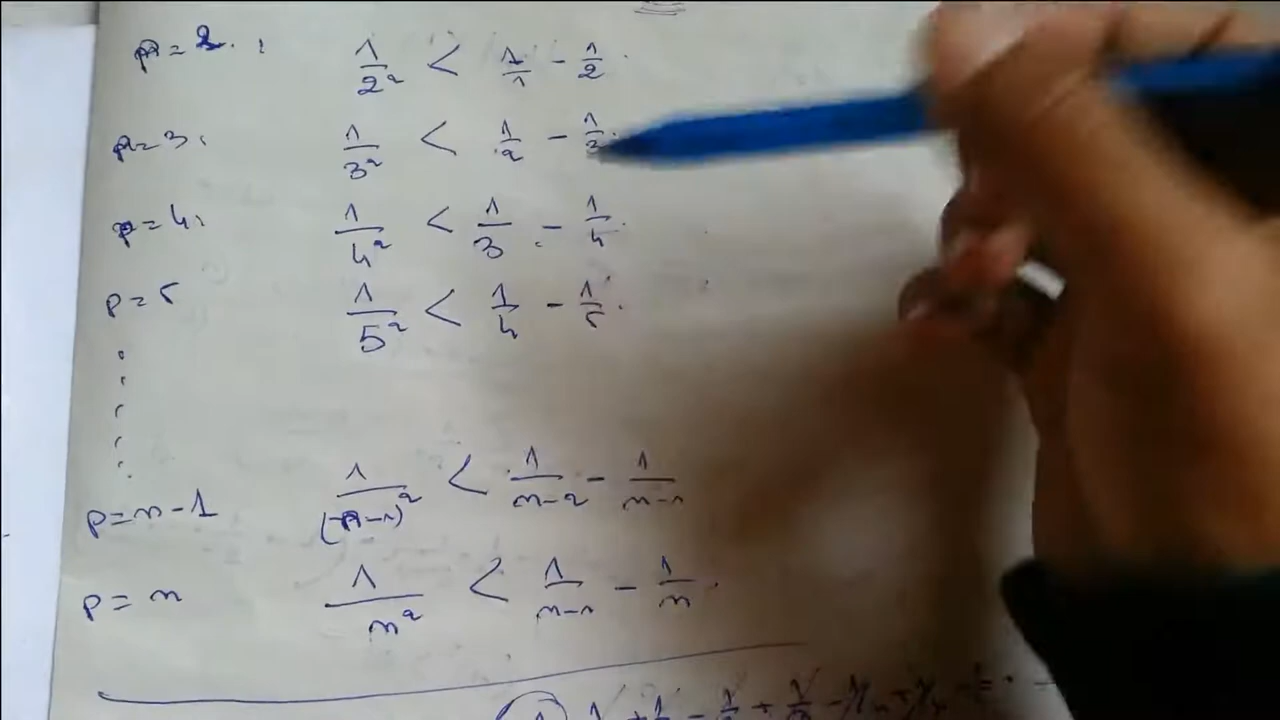 p=2: 1/2² < 1/1 - 1/2
p=3: 1/3² < 1/2 - 1/3
p=4: 1/4² < 1/3 - 1/4
p=5 1/5² < 1/4 - 1/5
p=n-1 1/(n-1)² < 1/(n-2) - 1/(n-1)
p=n 1/n² < 1/(n-1) - 1/n